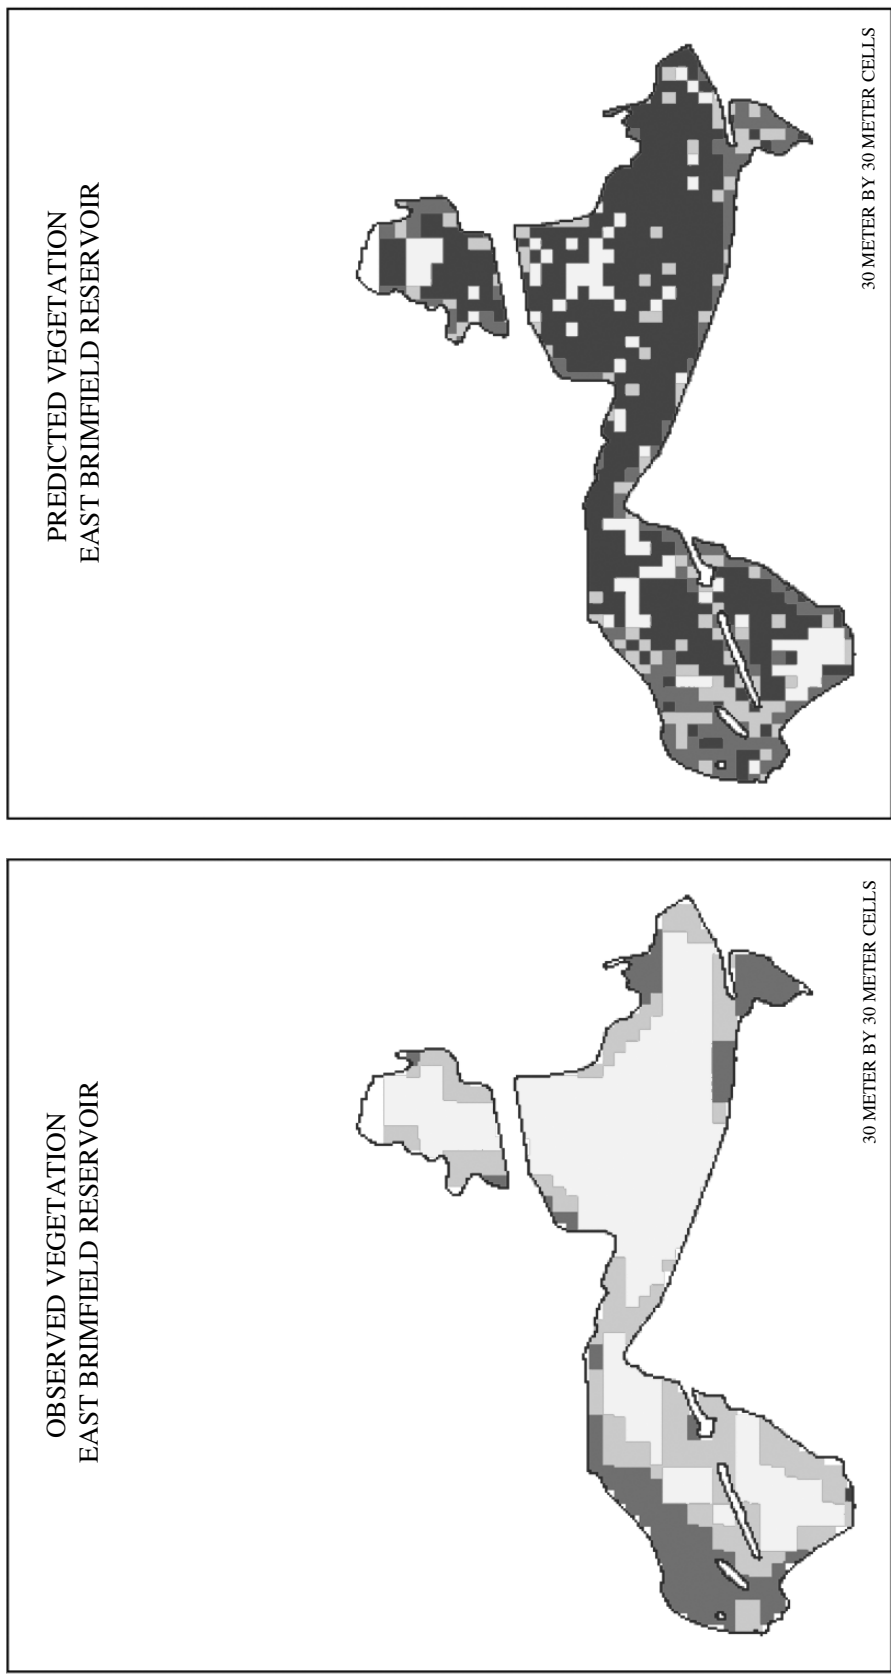 OBSERVED VEGETATION
EAST BRIMFIELD RESERVOIR
30 METER BY 30 METER CELLS
PREDICTED VEGETATION
EAST BRIMFIELD RESERVOIR
30 METER BY 30 METER CELLS